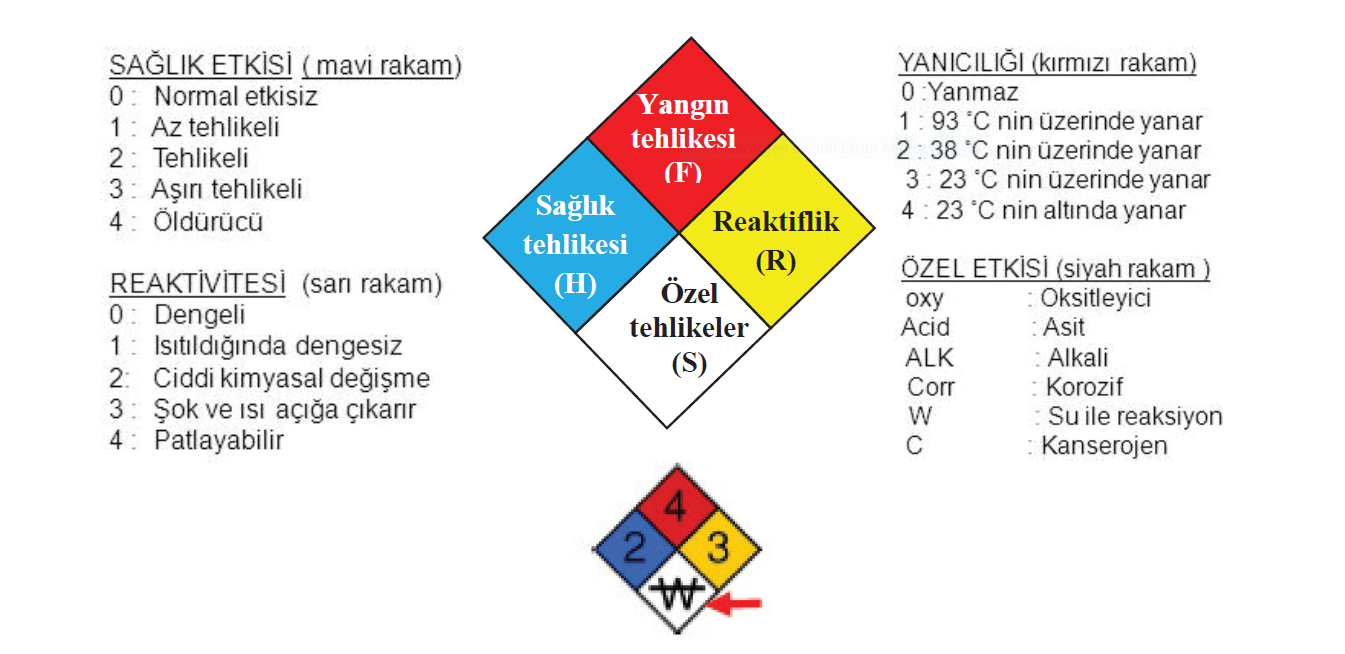 SAĞLIK ETKİSİ ( mavi rakam)
0 : Normal etkisiz
1 : Az tehlikeli
2 : Tehlikeli
3 : Aşırı tehlikeli
4 : Öldürücü
REAKTİVİTESİ (sarı rakam)
0 : Dengeli
1 : Isıtıldığında dengesiz
2: Ciddi kimyasal değişme
3 : Şok ve ısı açığa çıkarır
4 : Patlayabilir
Yangın
tehlikesi
(F)
Sağlık
tehlikesi
(H)
Reaktiflik
(R)
Özel
tehlikeler
(S)
YANICILIĞI (kırmızı rakam)
0 :Yanmaz
1 : 93 °C nin üzerinde yanar
2 : 38 °C nin üzerinde yanar
3 : 23 °C nin üzerinde yanar
4 : 23 °C nin altında yanar
ÖZEL ETKİSİ (siyah rakam )
oxy : Oksitleyici
Acid : Asit
ALK : Alkali
Corr : Korozif
W : Su ile reaksiyon
C : Kanserojen
4
2 3
W